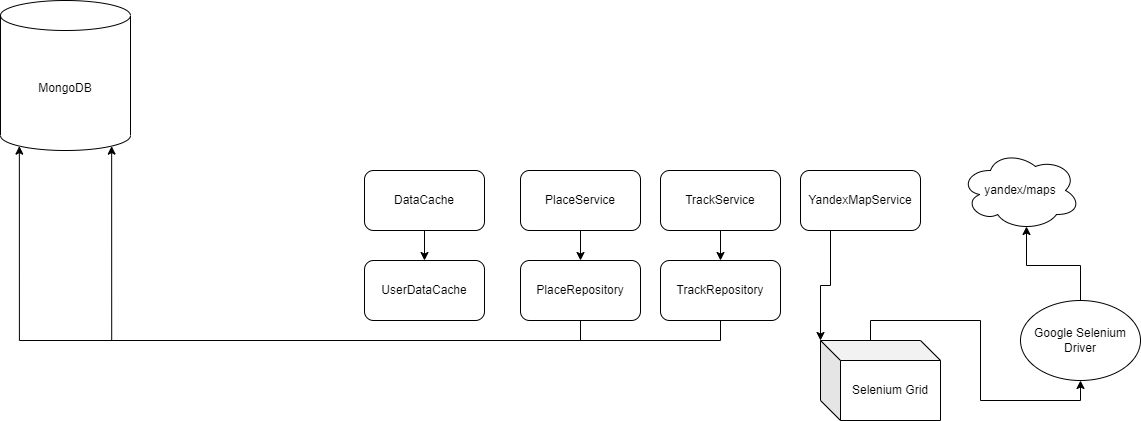 MongoDB
DataCache
PlaceService
TrackService
YandexMapService
yandex/maps
UserDataCache
PlaceRepository
TrackRepository
Google Selenium
Driver
Selenium Grid